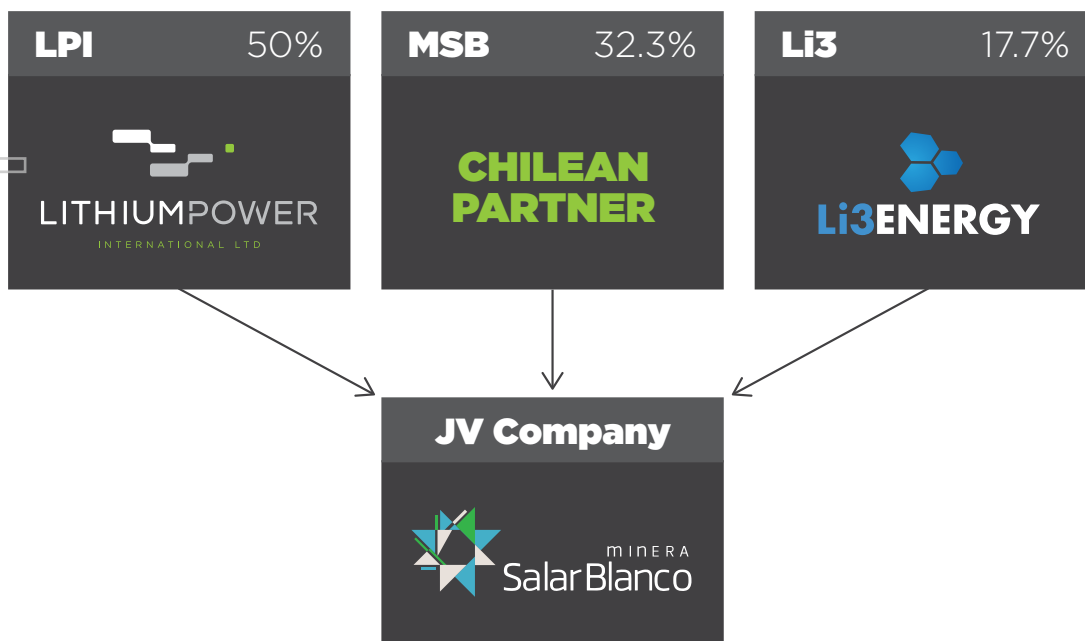 LPI 50%
LITHIUMPOWER
INTERNATIONAL LTD
MSB 32.3%
CHILEAN
PARTNER
Li3 17.7%
Li3ENERGY
JV Company
MINERA
SalarBlanco